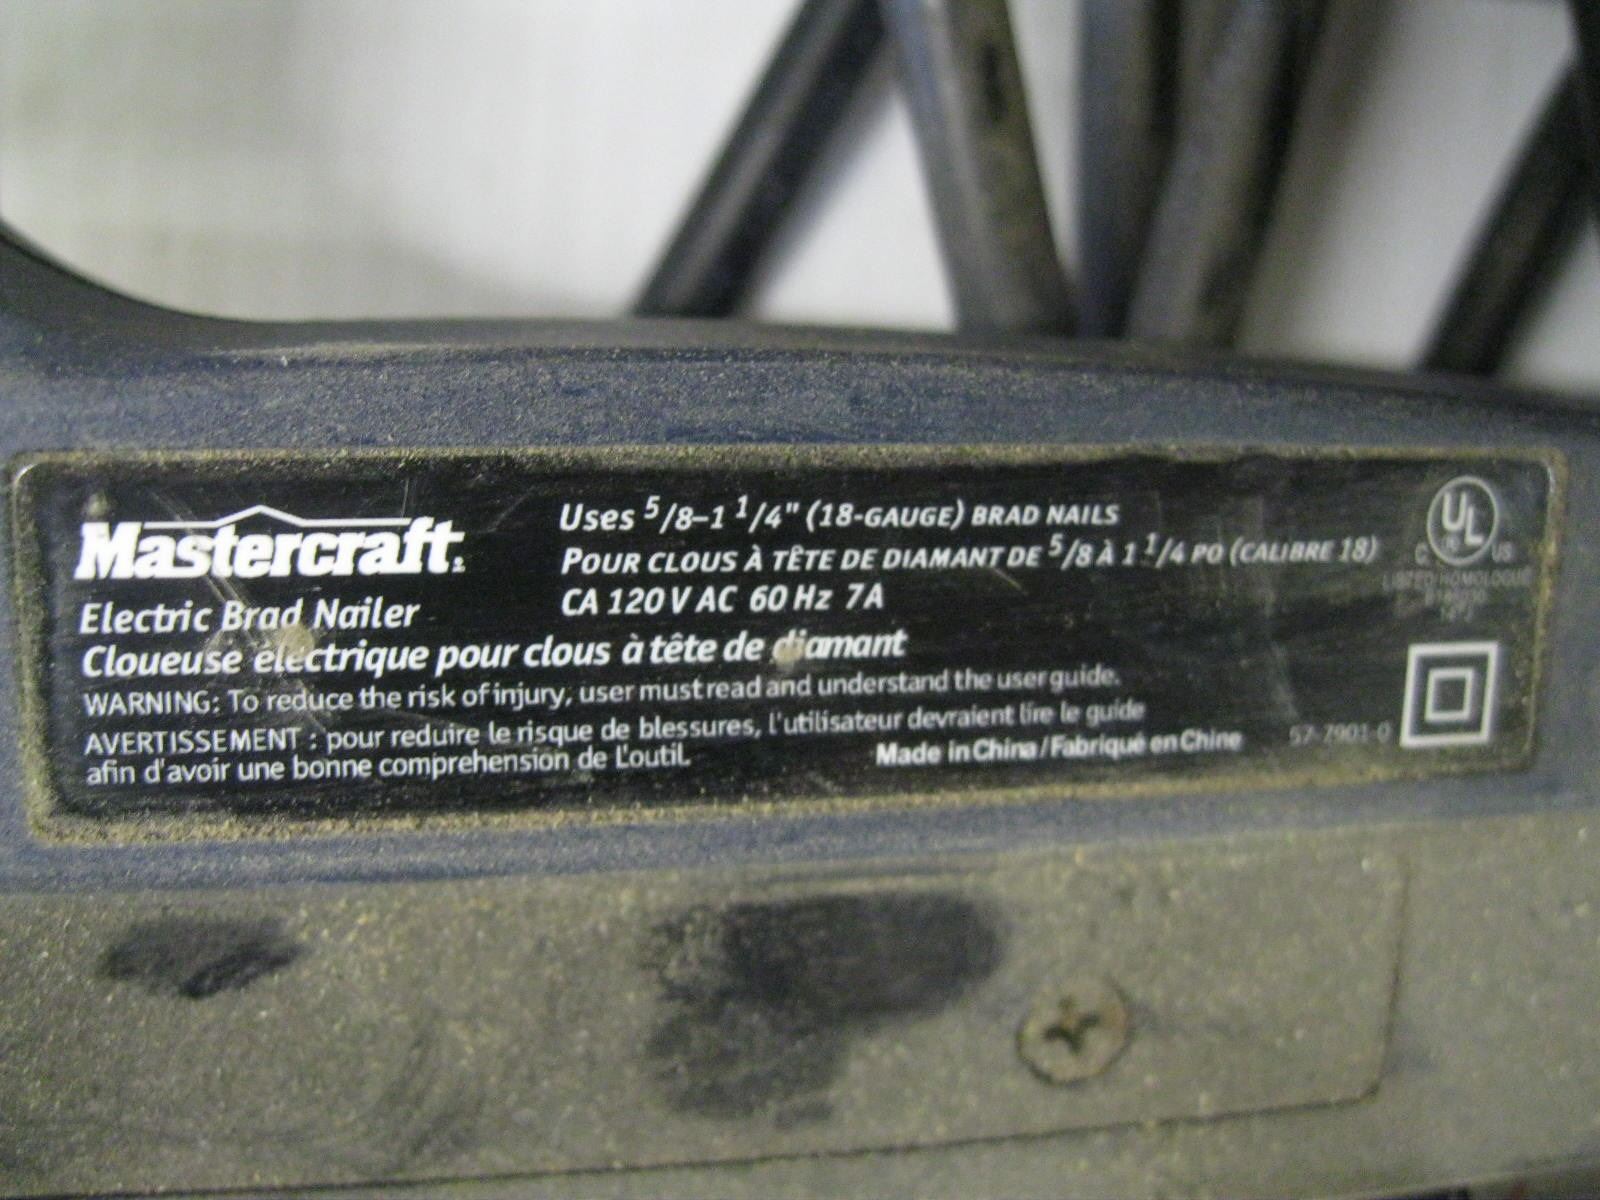 Mastercraft
Electric Brad Nailer
Cloueuse electrique pour clous à tête de diamant
Uses 5/8–1 1/4" (18-GAUGE) BRAD NAILS
POUR CLOUS À TÊTE DE DIAMANT DE 5/8 À 1 1/4 PO (CALIBRE 18)
CA 120 V AC 60 Hz 7A
WARNING: To reduce the risk of injury, user must read and understand the user guide.
AVERTISSEMENT : pour reduire le risque de blessures, l'utilisateur devraient lire le guide
afin d'avoir une bonne comprehension de L'outil.
Made in China/Fabriqué en Chine
57-7901-0
UL
C US
LISTED/HOMOLOGUE